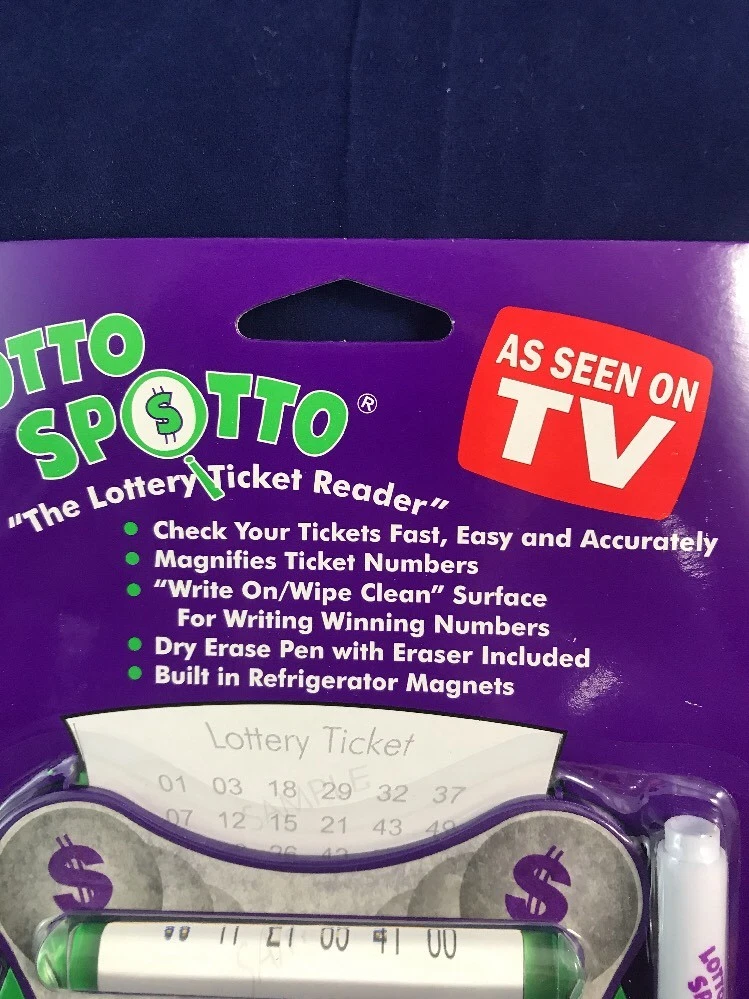 OTTO
SPOTTO®
"The Lottery Ticket Reader"
AS SEEN ON
TV
Check Your Tickets Fast, Easy and Accurately
Magnifies Ticket Numbers
"Write On/Wipe Clean" Surface
For Writing Winning Numbers
Dry Erase Pen with Eraser Included
Built in Refrigerator Magnets
Lottery Ticket
SAMPLE
01 03 18 29 32 37
07 12 15 21 43 49